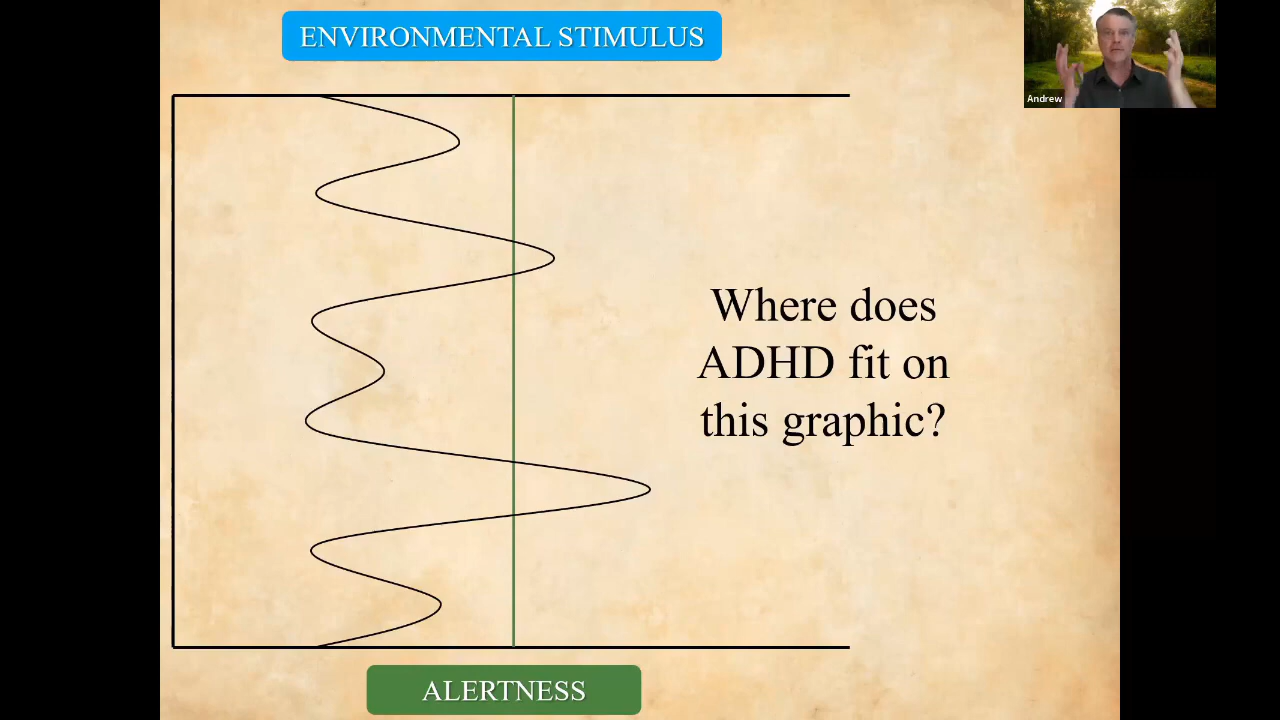 ENVIRONMENTAL STIMULUS
Andrew
Where does
ADHD fit on
this graphic?
ALERTNESS